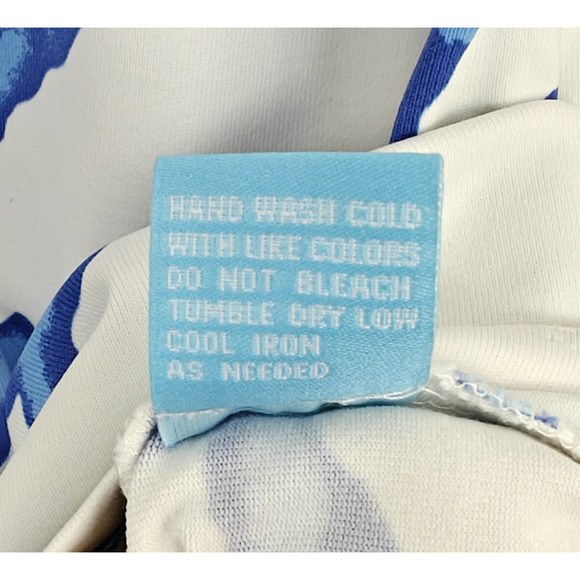 HAND WASH COLD
WITH LIKE COLORS
DO NOT BLEACH
TUMBLE DRY LOW
COOL IRON
AS NEEDED